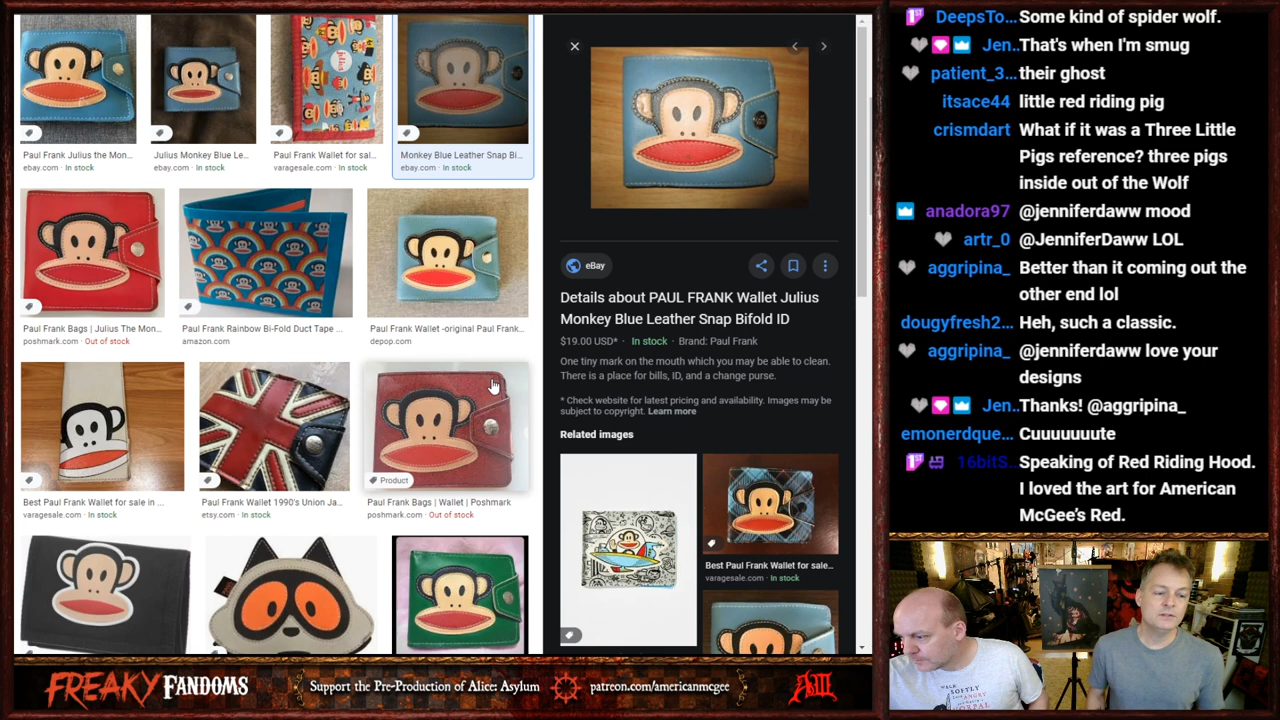 Paul Frank Julius the Mon...
ebay.com · In stock
Julius Monkey Blue Le...
ebay.com · In stock
Paul Frank Wallet for sal...
varagesale.com · In stock
Monkey Blue Leather Snap Bi...
ebay.com · In stock
Paul Frank Bags | Julius The Mon...
poshmark.com · Out of stock
Paul Frank Rainbow Bi-Fold Duct Tape ...
amazon.com
Paul Frank Wallet -original Paul Frank...
depop.com
Product
Best Paul Frank Wallet for sale in ...
varagesale.com · In stock
Paul Frank Wallet 1990's Union Ja...
etsy.com · In stock
Paul Frank Bags | Wallet | Poshmark
poshmark.com · Out of stock
eBay
Details about PAUL FRANK Wallet Julius
Monkey Blue Leather Snap Bifold ID
$19.00 USD* · In stock · Brand: Paul Frank
One tiny mark on the mouth which you may be able to clean.
There is a place for bills, ID, and a change purse.
* Check website for latest pricing and availability. Images may be
subject to copyright. Learn more
Related images
Best Paul Frank Wallet for sale...
varagesale.com · In stock
DeepsTo... Some kind of spider wolf.
Jen.. That's when I'm smug
patient_3... their ghost
itsace44 little red riding pig
crismdart What if it was a Three Little
Pigs reference? three pigs
inside out of the Wolf
anadora97 @jenniferdaww mood
artr_0 @JenniferDaww LOL
aggripina_ Better than it coming out the
other end lol
dougyfresh2... Heh, such a classic.
aggripina_ @jenniferdaww love your
designs
Jen.. Thanks! @aggripina_
emonerdque... Cuuuuuute
16bitS... Speaking of Red Riding Hood.
I loved the art for American
McGee's Red.
WALK
SOFTLY
FREAKY FANDOMS
Support the Pre-Production of Alice: Asylum
patreon.com/americanmcgee